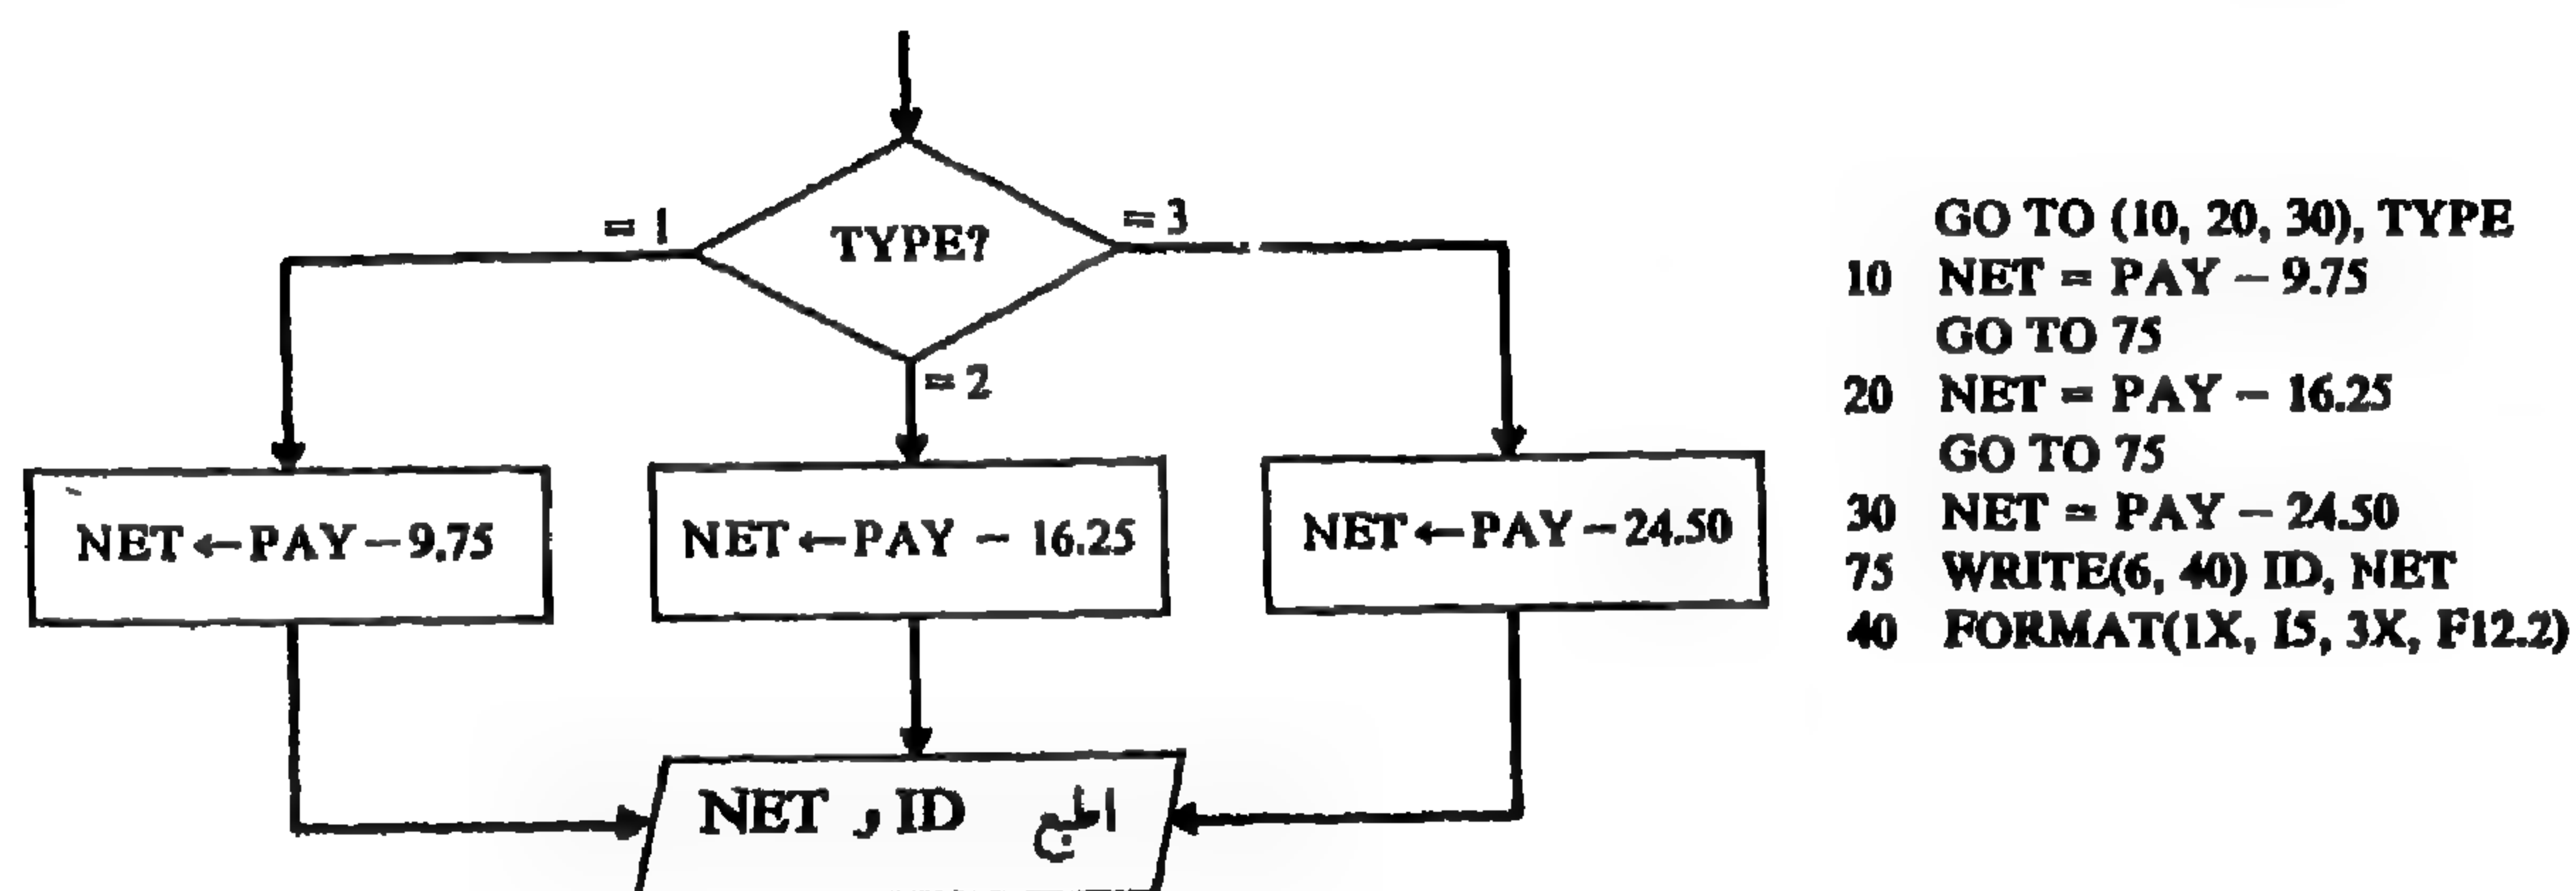 = 1
TYPE?
= 3
= 2
NET ← PAY – 9.75
NET ← PAY – 16.25
NET ← PAY – 24.50
NET و ID اطبع
GO TO (10, 20, 30), TYPE
10 NET = PAY – 9.75
GO TO 75
20 NET = PAY – 16.25
GO TO 75
30 NET = PAY – 24.50
75 WRITE(6, 40) ID, NET
40 FORMAT(1X, I5, 3X, F12.2)